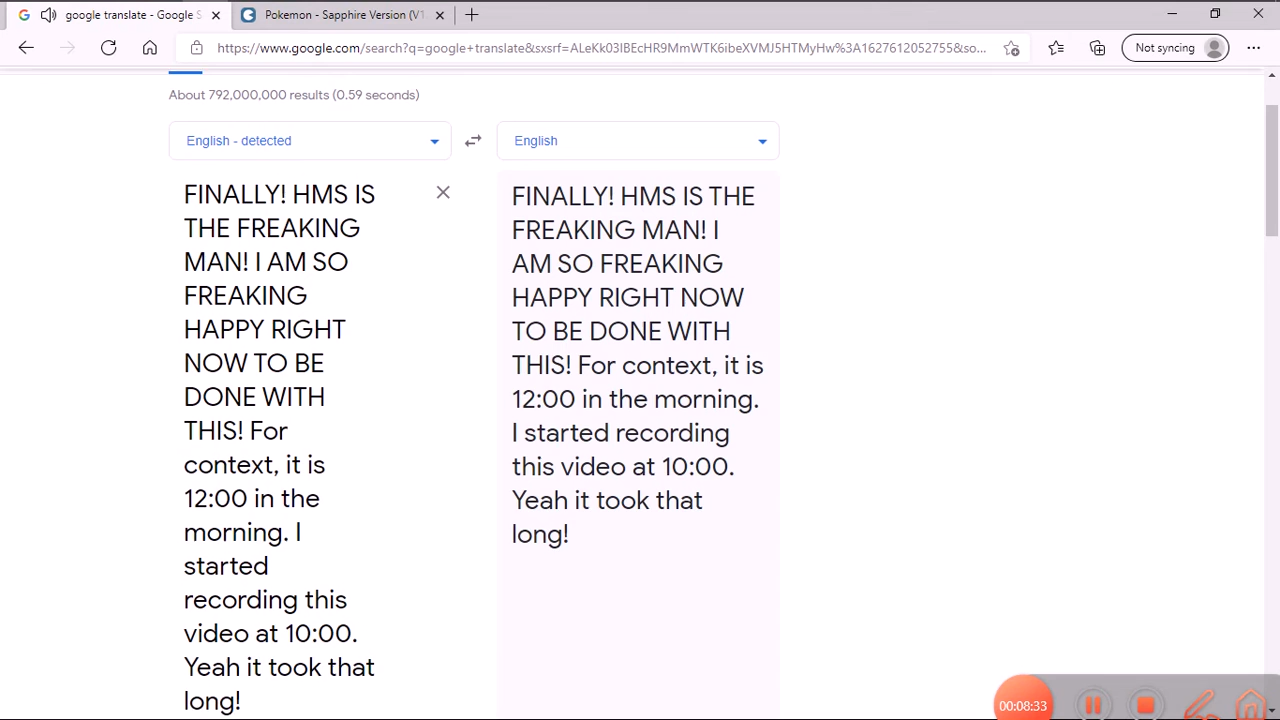 google translate - Google S
Pokemon - Sapphire Version (V1
https://www.google.com/search?q=google+translate&sxsrf=ALeKk03lBEcHR9MmWTK6ibeXVMJ5HTMyHw%3A1627612052755&so...
Not syncing
About 792,000,000 results (0.59 seconds)
English - detected
English
FINALLY! HMS IS
THE FREAKING
MAN! I AM SO
FREAKING
HAPPY RIGHT
NOW TO BE
DONE WITH
THIS! For
context, it is
12:00 in the
morning. I
started
recording this
video at 10:00.
Yeah it took that
long!
FINALLY! HMS IS THE
FREAKING MAN! I
AM SO FREAKING
HAPPY RIGHT NOW
TO BE DONE WITH
THIS! For context, it is
12:00 in the morning.
I started recording
this video at 10:00.
Yeah it took that
long!
00:08:33